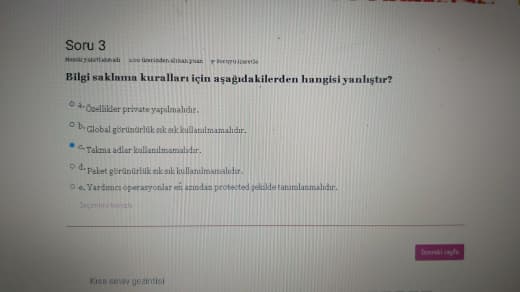 Soru 3
Henüz yanıtlanmadı 1,00 üzerinden alınan puan Soruyu işaretle
Bilgi saklama kuralları için aşağıdakilerden hangisi yanlıştır?
a. Özellikler private yapılmalıdır.
b. Global görünürlük sık sık kullanılmamalıdır.
c. Takma adlar kullanılmamalıdır.
d. Paket görünürlük sık sık kullanılmamalıdır.
e. Yardımcı operasyonlar en azından protected şekilde tanımlanmalıdır.
Seçimimi temizle
Sonraki sayfa
Kısa sınav gezintisi